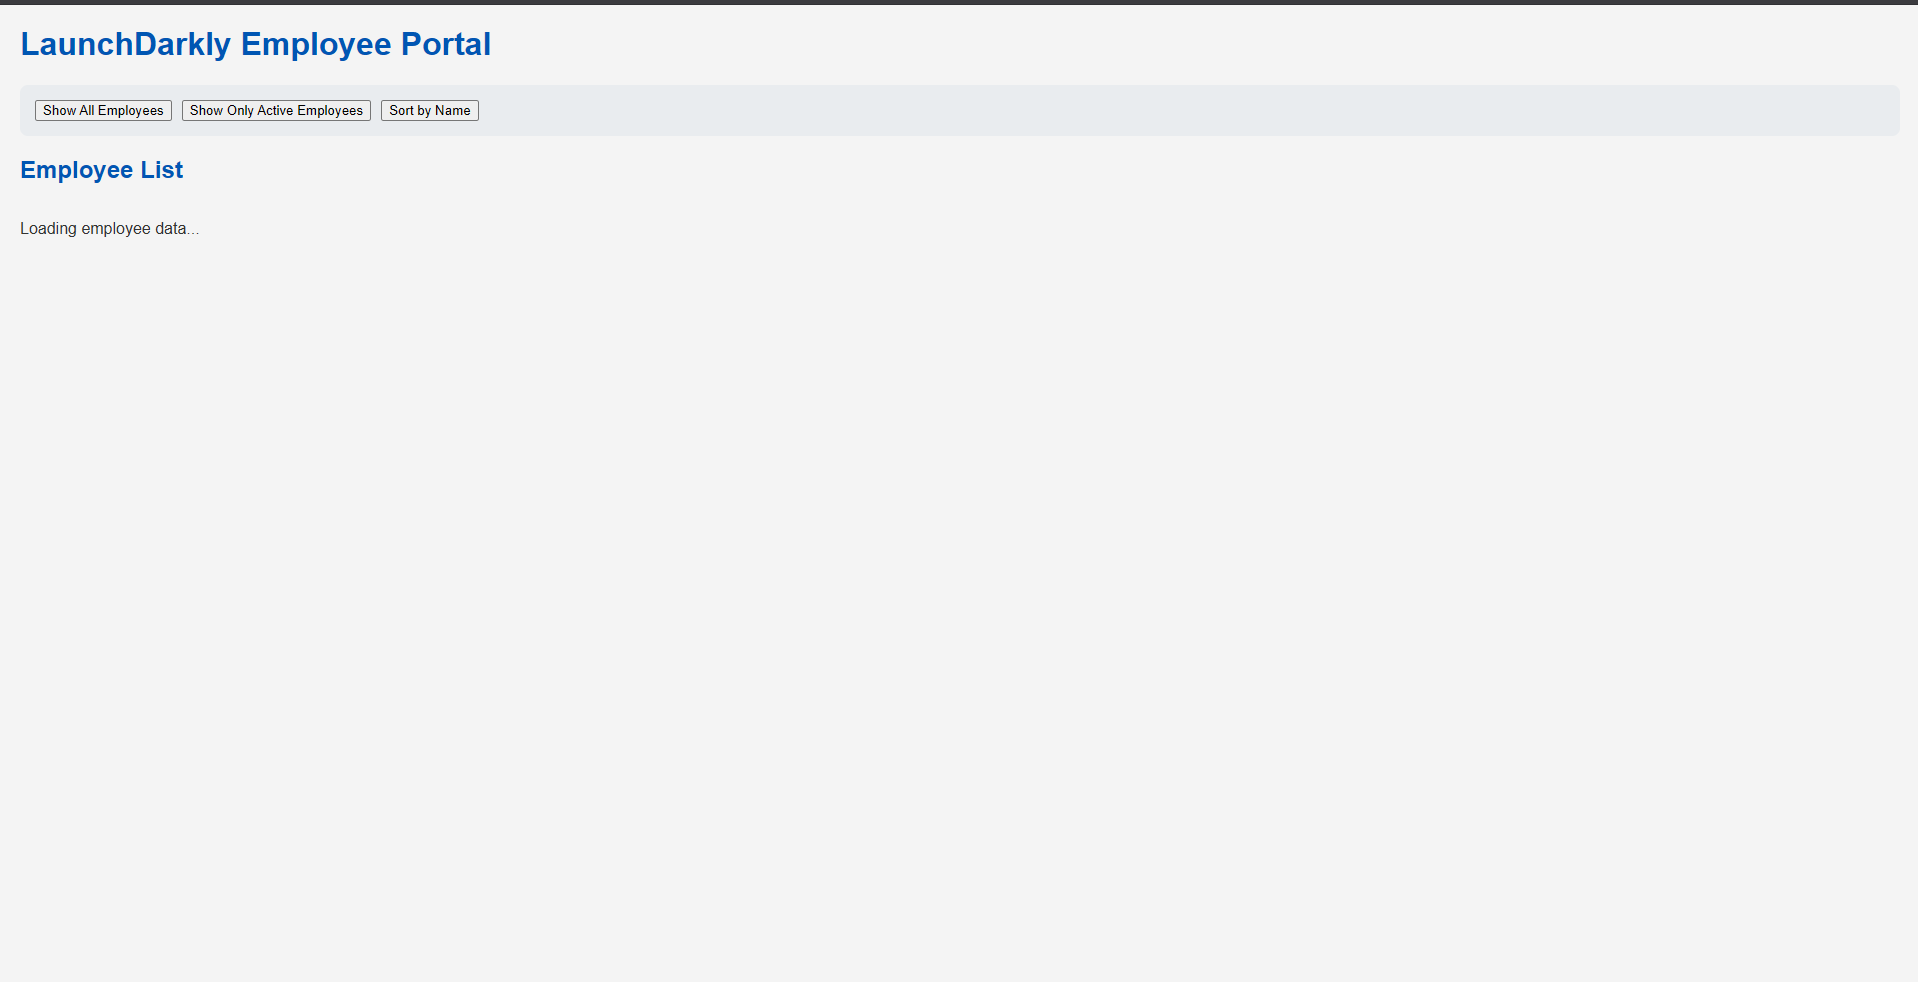 LaunchDarkly Employee Portal
Show All Employees Show Only Active Employees Sort by Name
Employee List
Loading employee data...